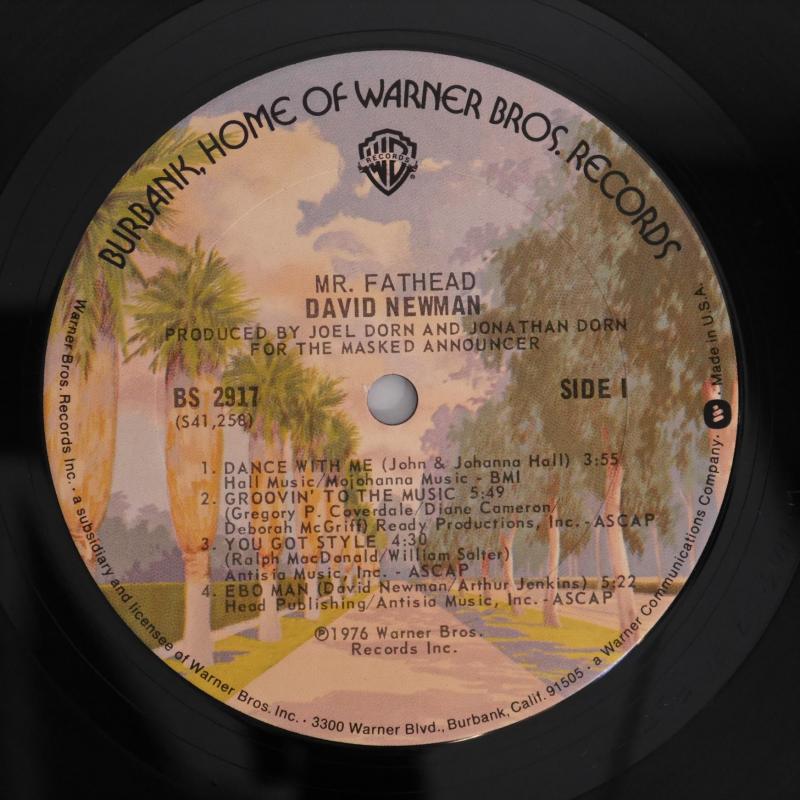 BURBANK, HOME OF WARNER BROS. RECORDS
RECORDS
MR. FATHEAD
DAVID NEWMAN
PRODUCED BY JOEL DORN AND JONATHAN DORN
FOR THE MASKED ANNOUNCER
BS 2917
SIDE I
(S41,258)
1. DANCE WITH ME (John & Johanna Hall) 3:55
Hall Music/Mojohanna Music - BMI
2. GROOVIN' TO THE MUSIC 5:49
(Gregory P. Coverdale/Diane Cameron/
Deborah McGriff) Ready Productions, Inc. - ASCAP
3. YOU GOT STYLE 4:30
(Ralph MacDonald/William Salter)
Antisia Music, Inc. - ASCAP
4. EBO MAN (David Newman/Arthur Jenkins) 5:22
Head Publishing/Antisia Music, Inc. - ASCAP
℗1976 Warner Bros.
Records Inc.
Warner Bros. Records Inc. · a subsidiary and licensee of Warner Bros. Inc. · 3300 Warner Blvd., Burbank, Calif. 91505 · a Warner Communications Company. · Made in U.S.A.